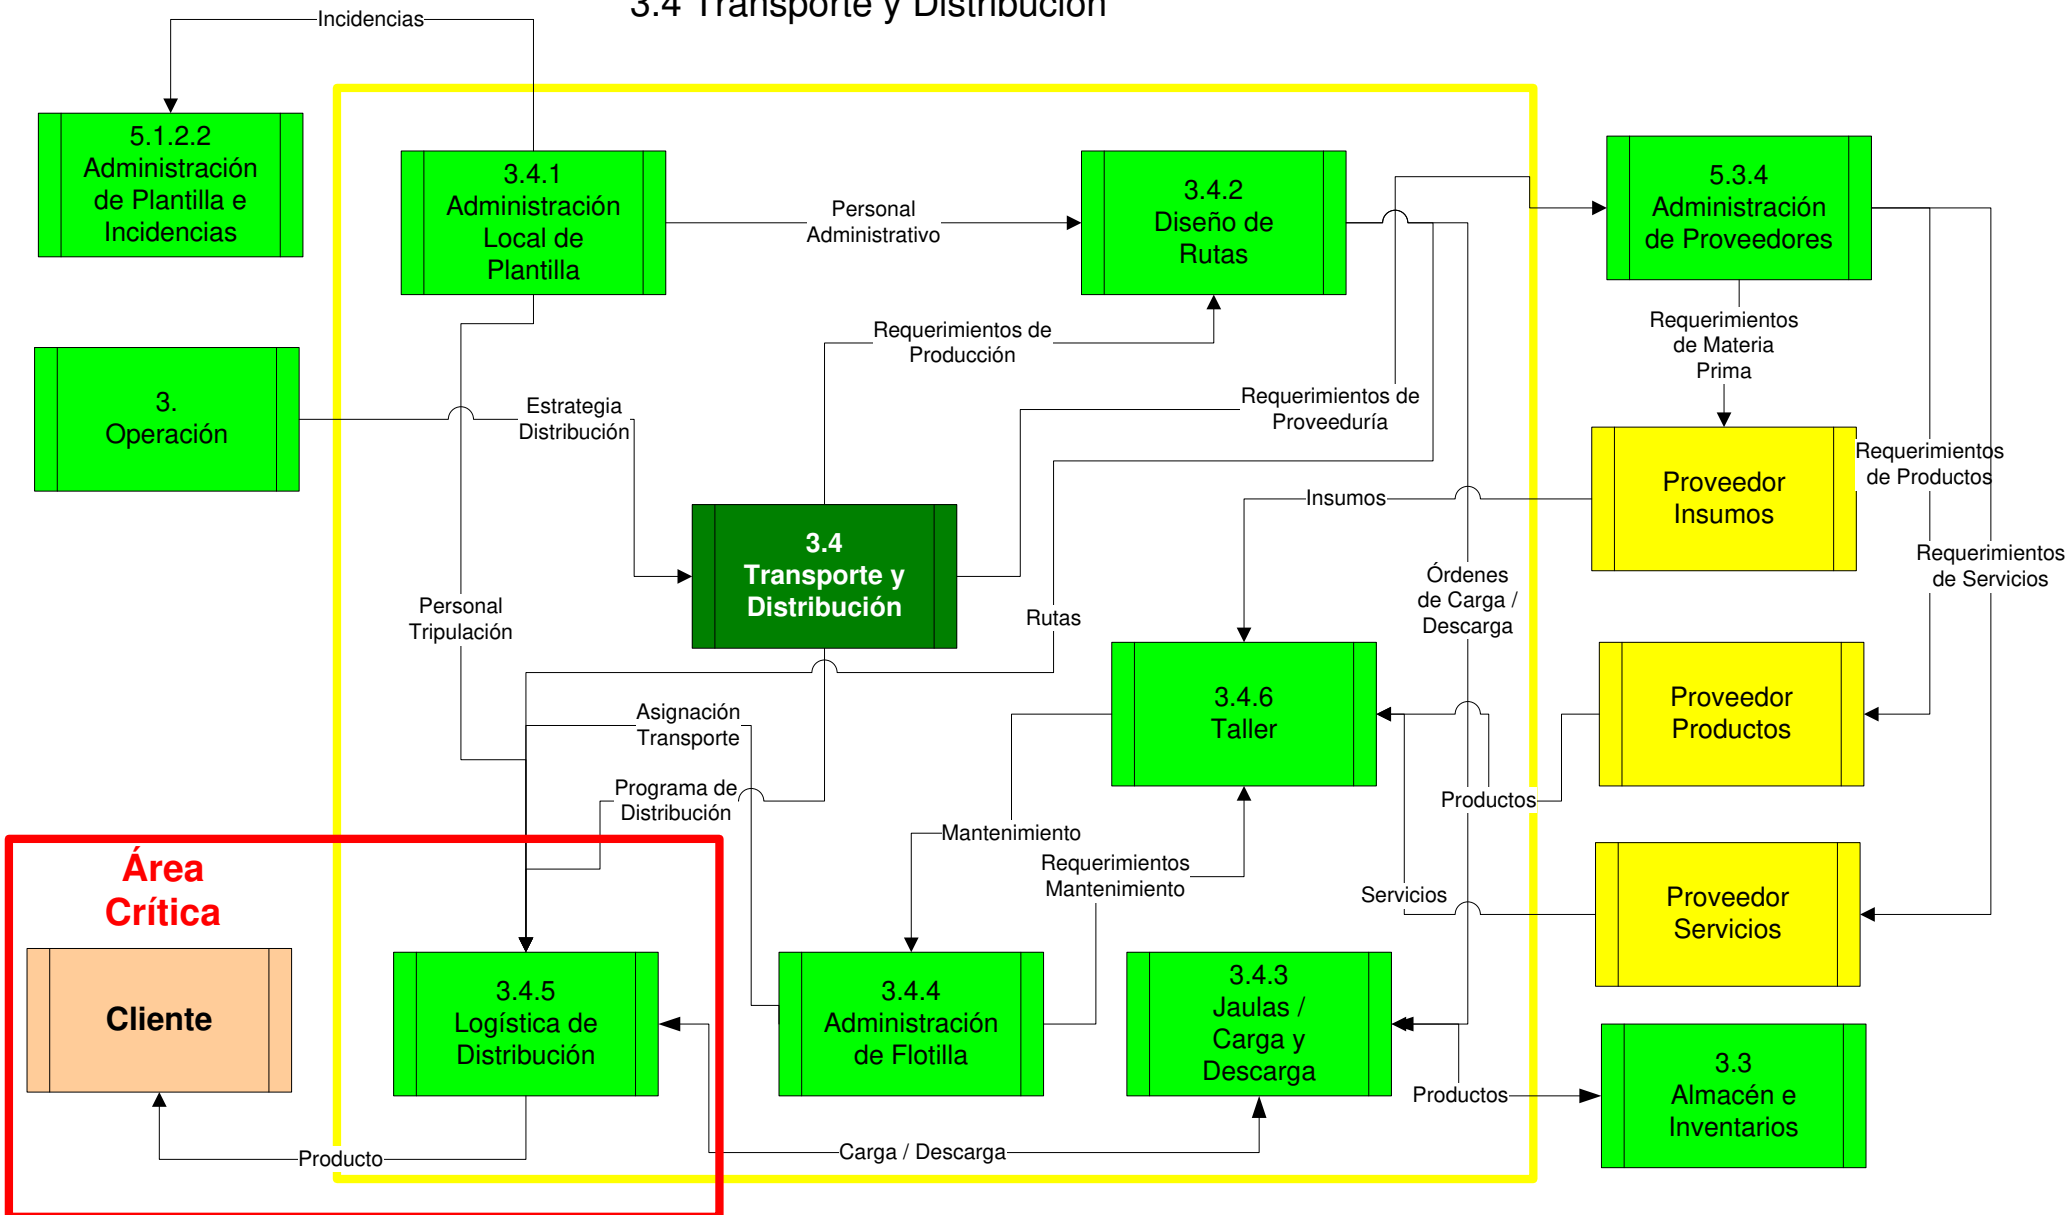 3.4 Transporte y Distribución
Incidencias
5.1.2.2
Administración
de Plantilla e
Incidencias
3.4.1
Administración
Local de
Plantilla
Personal
Administrativo
3.4.2
Diseño de
Rutas
5.3.4
Administración
de Proveedores
Requerimientos de
Producción
Requerimientos
de Materia
Prima
3.
Operación
Estrategia
Distribución
Requerimientos de
Proveeduría
Proveedor
Insumos
Requerimientos
de Productos
Insumos
3.4
Transporte y
Distribución
Requerimientos
de Servicios
Órdenes
de Carga /
Descarga
Personal
Tripulación
Rutas
3.4.6
Taller
Proveedor
Productos
Asignación
Transporte
Programa de
Distribución
Productos
Mantenimiento
Requerimientos
Mantenimiento
Servicios
Proveedor
Servicios
Área
Crítica
Cliente
3.4.5
Logística de
Distribución
3.4.4
Administración
de Flotilla
3.4.3
Jaulas /
Carga y
Descarga
Productos
3.3
Almacén e
Inventarios
Producto
Carga / Descarga